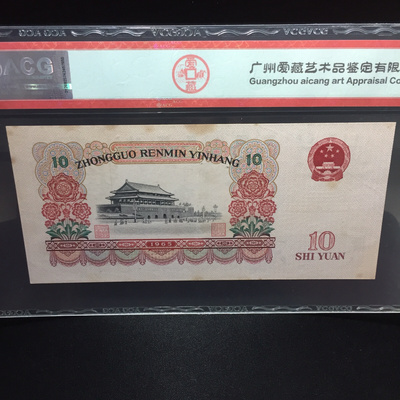 ACG
广州爱藏艺术品鉴定有限
Guangzhou aicang art Appraisal Co
10 ZHONGGUO RENMIN YINHANG 10
1965
10
SHI YUAN